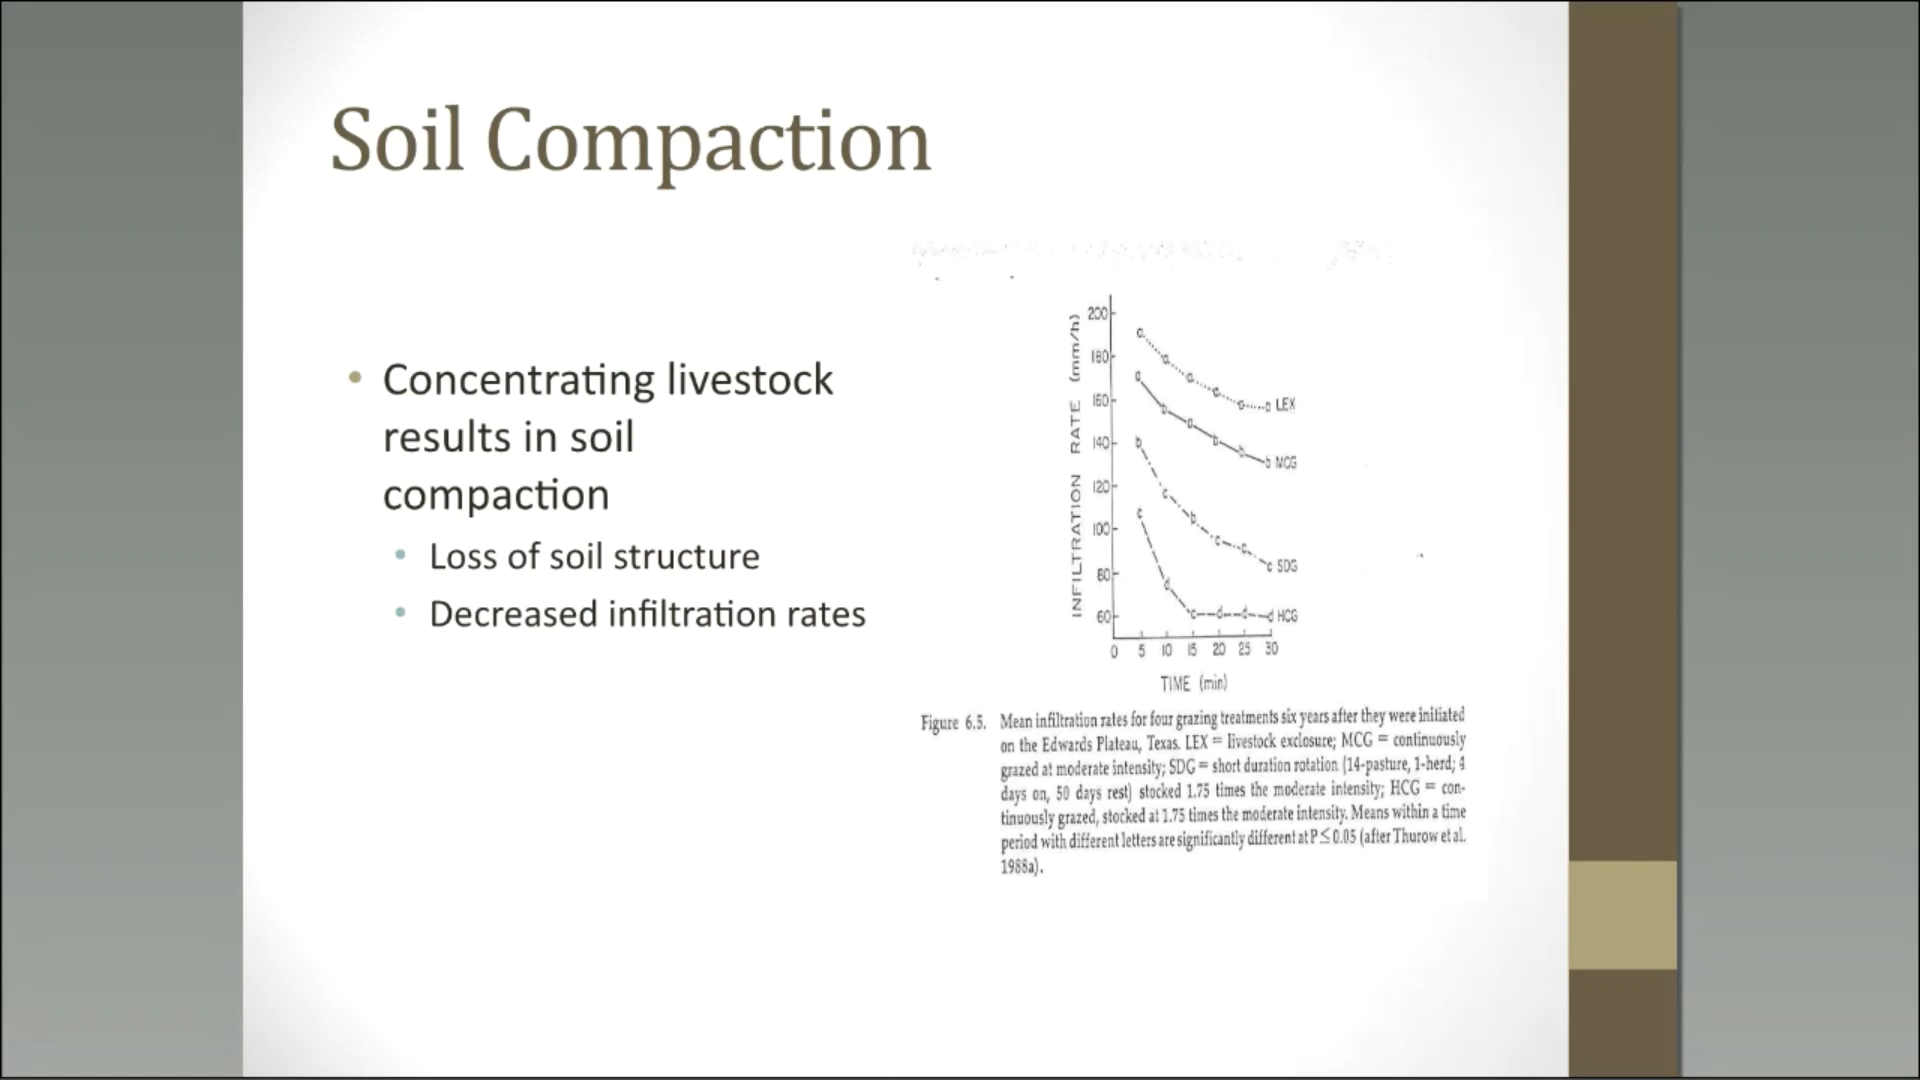 Soil Compaction
• Concentrating livestock
results in soil
compaction
• Loss of soil structure
• Decreased infiltration rates
INFILTRATION RATE (mm/h)
200
180
160
140
120
100
80
60
a a a a a a LEX
a b a b b b MCG
b c b c c c SDG
c d c d d d HCG
0 5 10 15 20 25 30
TIME (min)
Figure 6.5. Mean infiltration rates for four grazing treatments six years after they were initiated
on the Edwards Plateau, Texas. LEX = livestock exclosure; MCG = continuously
grazed at moderate intensity; SDG = short duration rotation (14-pasture, 1-herd; 4
days on, 50 days rest) stocked 1.75 times the moderate intensity; HCG = con-
tinuously grazed, stocked at 1.75 times the moderate intensity. Means within a time
period with different letters are significantly different at P ≤ 0.05 (after Thurow et al.
1988a).